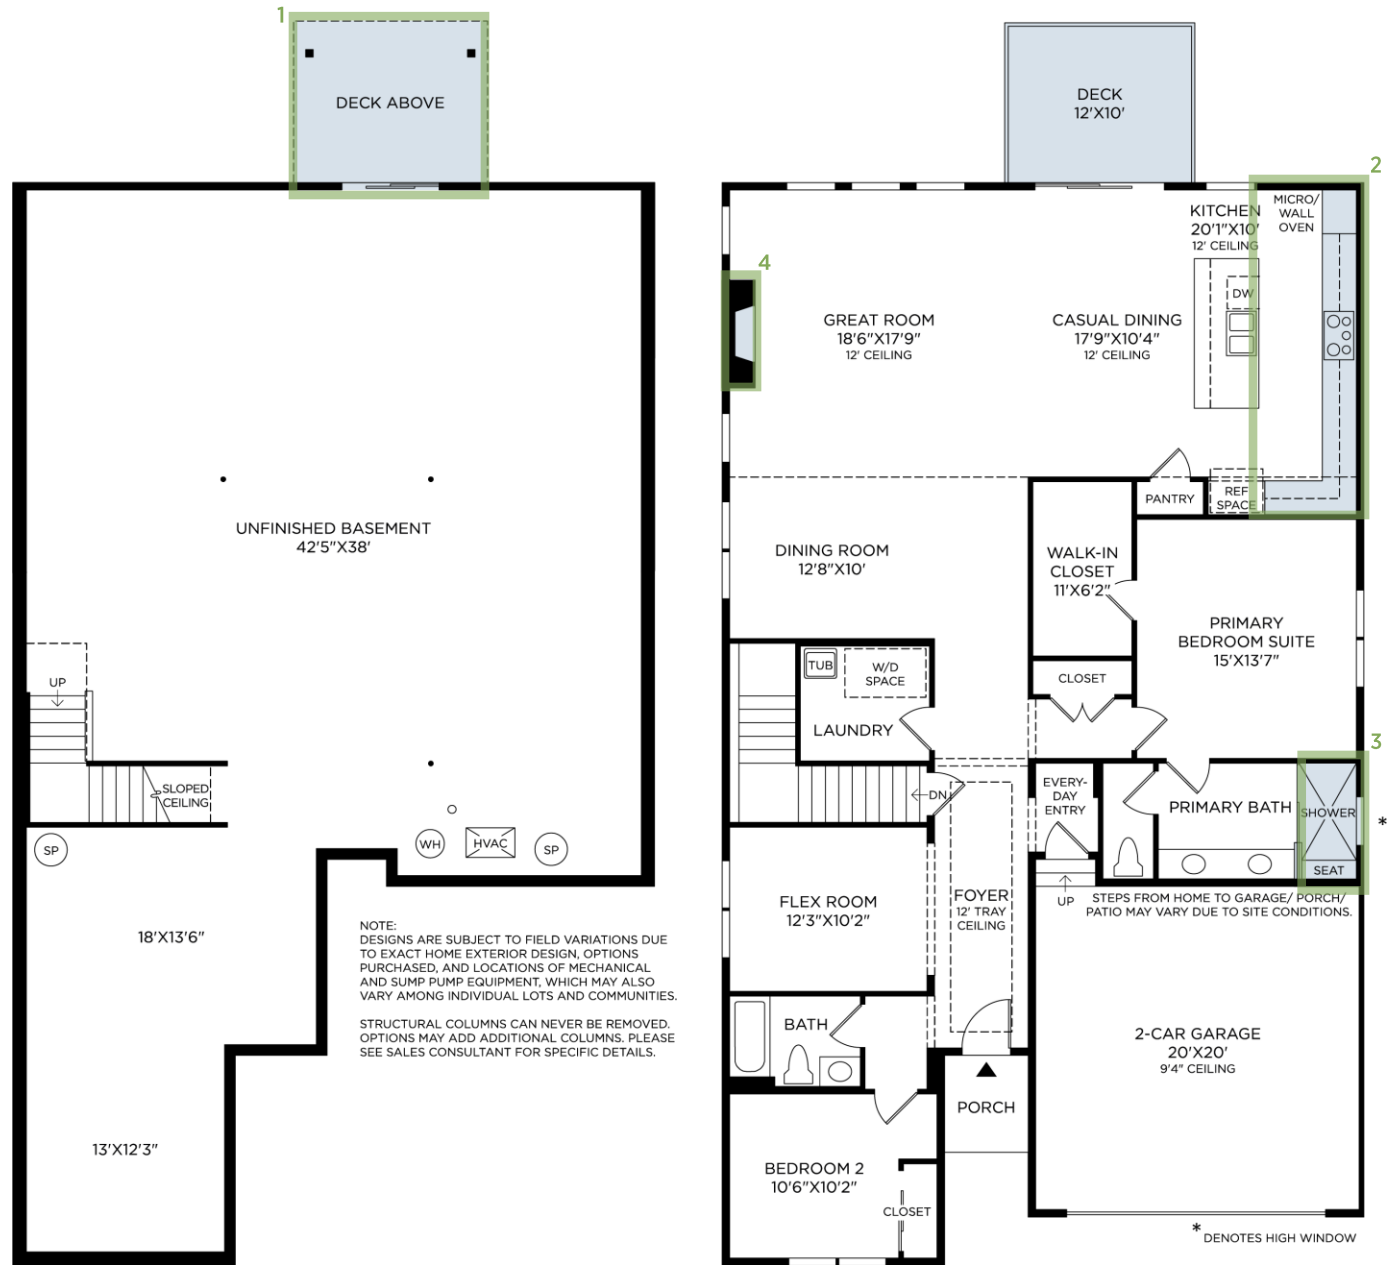 1
DECK ABOVE
UNFINISHED BASEMENT
42'5"X38'
UP
SLOPED
CEILING
SP
WH
HVAC
SP
18'X13'6"
13'X12'3"
NOTE:
DESIGNS ARE SUBJECT TO FIELD VARIATIONS DUE
TO EXACT HOME EXTERIOR DESIGN, OPTIONS
PURCHASED, AND LOCATIONS OF MECHANICAL
AND SUMP PUMP EQUIPMENT, WHICH MAY ALSO
VARY AMONG INDIVIDUAL LOTS AND COMMUNITIES.
STRUCTURAL COLUMNS CAN NEVER BE REMOVED.
OPTIONS MAY ADD ADDITIONAL COLUMNS. PLEASE
SEE SALES CONSULTANT FOR SPECIFIC DETAILS.
DECK
12'X10'
2
MICRO/
WALL
OVEN
KITCHEN
20'1"X10'
12' CEILING
DW
4
GREAT ROOM
18'6"X17'9"
12' CEILING
CASUAL DINING
17'9"X10'4"
12' CEILING
PANTRY
REF
SPACE
DINING ROOM
12'8"X10'
WALK-IN
CLOSET
11'X6'2"
PRIMARY
BEDROOM SUITE
15'X13'7"
TUB
W/D
SPACE
CLOSET
LAUNDRY
3
DN
EVERY-
DAY
ENTRY
PRIMARY BATH
SHOWER
*
SEAT
UP
STEPS FROM HOME TO GARAGE/ PORCH/
PATIO MAY VARY DUE TO SITE CONDITIONS.
FLEX ROOM
12'3"X10'2"
FOYER
12' TRAY
CEILING
BATH
2-CAR GARAGE
20'X20'
9'4" CEILING
PORCH
BEDROOM 2
10'6"X10'2"
CLOSET
* DENOTES HIGH WINDOW